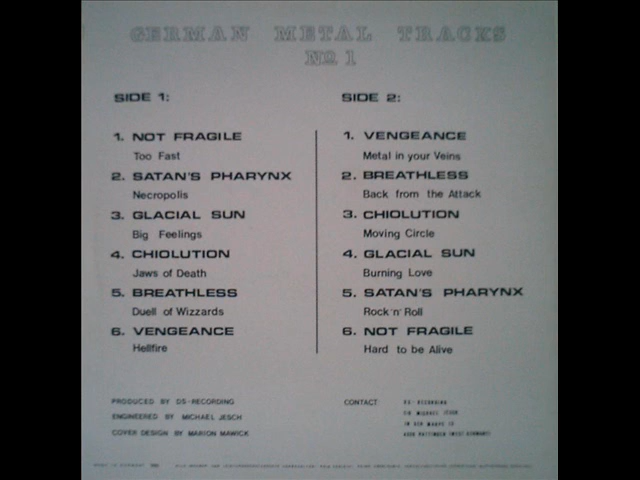 GERMAN METAL TRACKS
NO 1
SIDE 1:
1. NOT FRAGILE
Too Fast
2. SATAN'S PHARYNX
Necropolis
3. GLACIAL SUN
Big Feelings
4. CHIOLUTION
Jaws of Death
5. BREATHLESS
Duell of Wizzards
6. VENGEANCE
Hellfire
SIDE 2:
1. VENGEANCE
Metal in your Veins
2. BREATHLESS
Back from the Attack
3. CHIOLUTION
Moving Circle
4. GLACIAL SUN
Burning Love
5. SATAN'S PHARYNX
Rock'n'Roll
6. NOT FRAGILE
Hard to be Alive
PRODUCED BY DS-RECORDING
ENGINEERED BY MICHAEL JESCH
COVER DESIGN BY MARION MAWICK
CONTACT:
DS-RECORDING